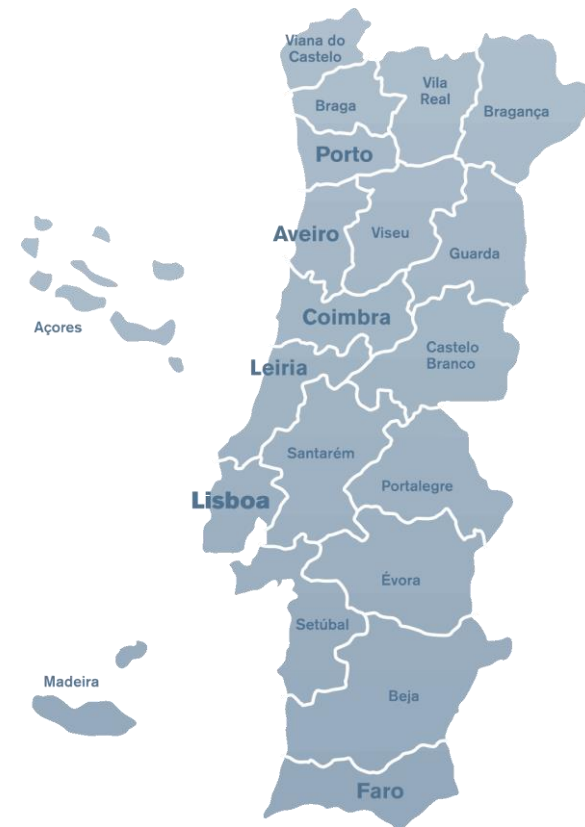 Viana do
Castelo
Vila
Real
Bragança
Braga
Porto
Aveiro
Viseu
Guarda
Açores
Coimbra
Castelo
Branco
Leiria
Santarém
Portalegre
Lisboa
Évora
Setúbal
Madeira
Beja
Faro